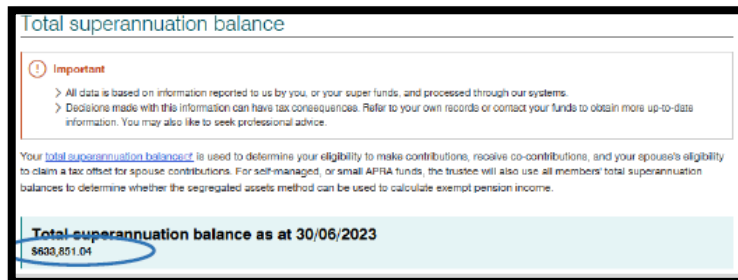 Total superannuation balance
Important
> All data is based on information reported to us by you, or your super funds, and processed through our systems.
> Decisions made with this information can have tax consequences. Refer to your own records or contact your funds to obtain more up-to-date
information. You may also like to seek professional advice.
Your total superannuation balance is used to determine your eligibility to make contributions, receive co-contributions, and your spouse's eligibility
to claim a tax offset for spouse contributions. For self-managed, or small APRA funds, the trustee will also use all members' total superannuation
balances to determine whether the segregated assets method can be used to calculate exempt pension income.
Total superannuation balance as at 30/06/2023
$633,851.04